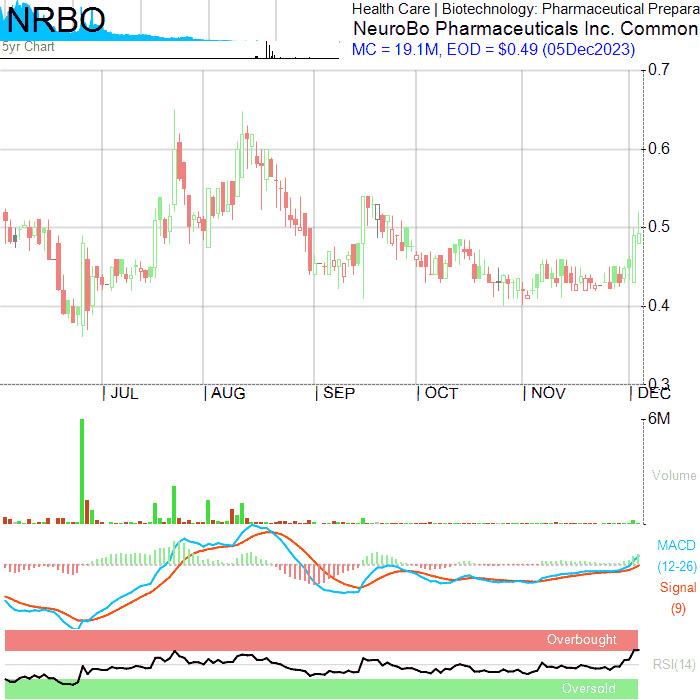 NRBO
5yr Chart
Health Care | Biotechnology: Pharmaceutical Prepara
NeuroBo Pharmaceuticals Inc. Common
MC = 19.1M, EOD = $0.49 (05Dec2023)
0.7
0.6
0.5
0.4
0.3
| JUL | AUG | SEP | OCT | NOV | DEC
6M
Volume
MACD
(12-26)
Signal
(9)
Overbought
RSI(14)
Oversold